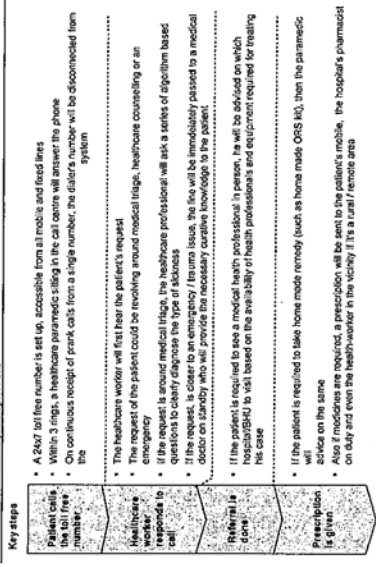 Key steps
Patient calls
the toll free
number
• A 24x7 toll free number is set up, accessible from all mobile and fixed lines
• Within 3 rings, a healthcare paramedic sitting in the call centre will answer the phone
• On continuous receipt of prank calls from a single number, the dialer's number will be disconnected from
the
system
Healthcare
worker
responds to
call
• The healthcare worker will first hear the patient's request
• The request of the patient could be revolving around medical triage, healthcare counselling or an
emergency
• If the request is around medical triage, the healthcare professional will ask a series of algorithm based
questions to clearly diagnose the type of sickness
• If the request, is closer to an emergency / trauma issue, the line will be immediately passed to a medical
doctor on standby who will provide the necessary curative knowledge to the patient
Referral is
done
• If the patient is required to see a medical health professional in person, he will be advised on which
hospital/BHU to visit based on the availability of health professionals and equipment required for treating
his case
Prescription
is given
• If the patient is required to take home made remedy (such as home made ORS kit), then the paramedic
will
advice on the same
• Also if medicines are required, a prescription will be sent to the patient's mobile, the hospital's pharmacist
on duty and even the health-worker in the vicinity if it's a rural / remote area